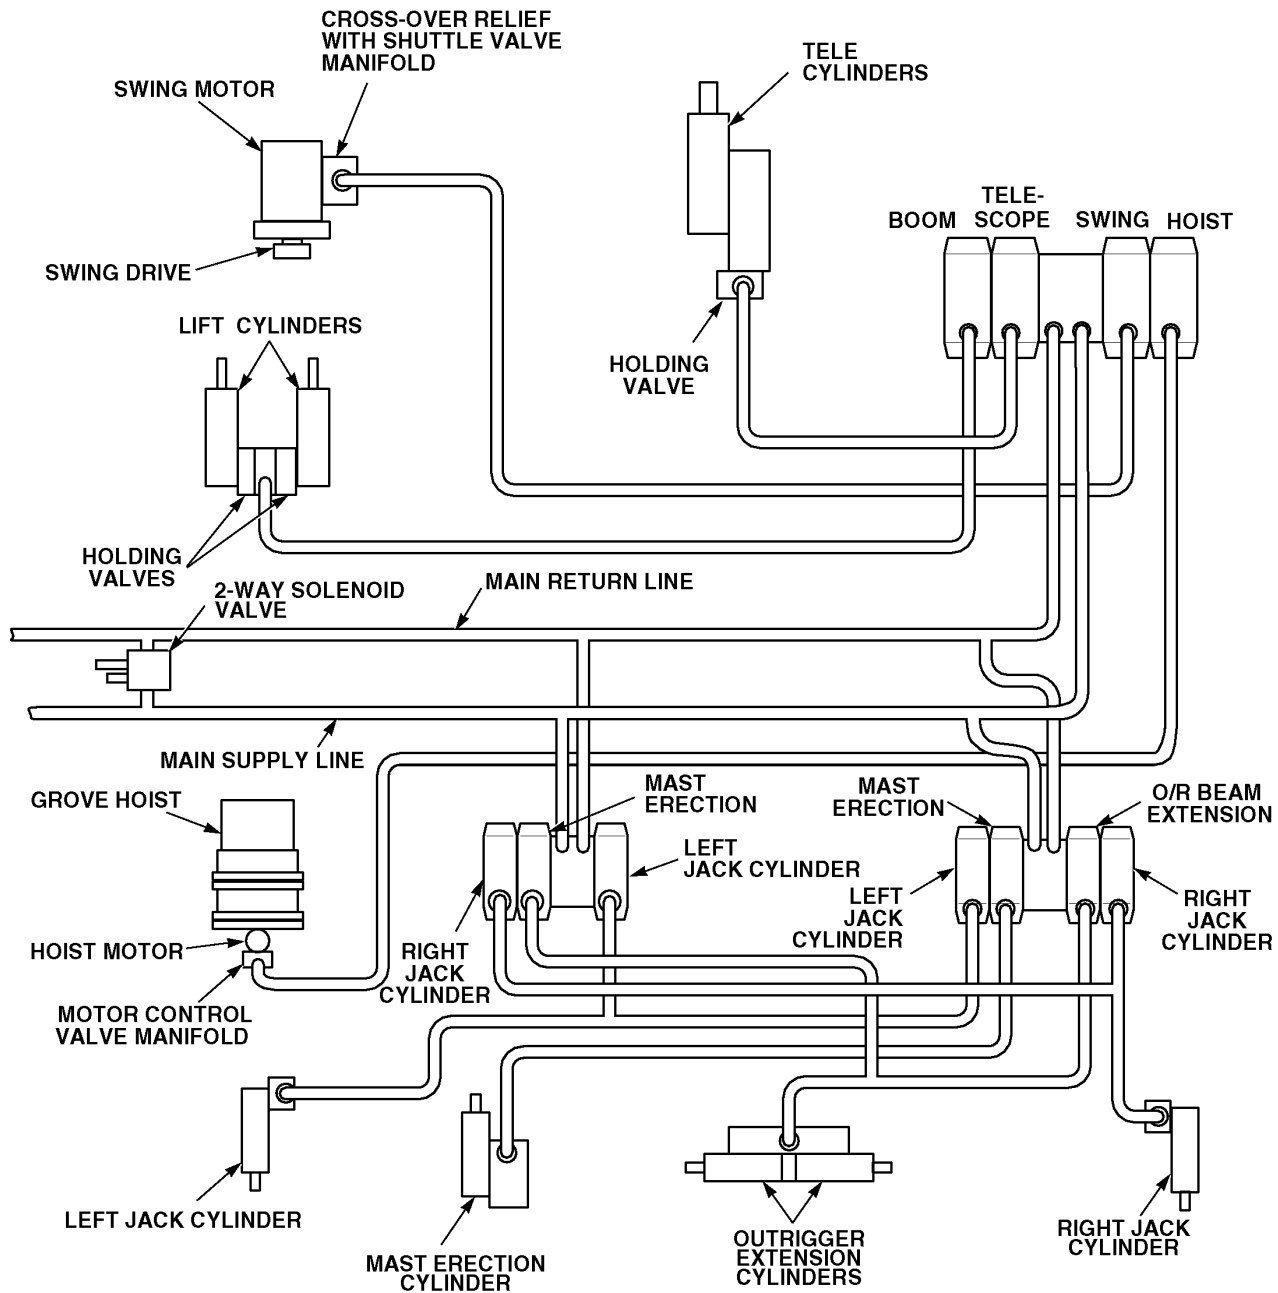 CROSS-OVER RELIEF
WITH SHUTTLE VALVE
MANIFOLD
SWING MOTOR
TELE
CYLINDERS
SWING DRIVE
BOOM
TELE-
SCOPE
SWING
HOIST
LIFT CYLINDERS
HOLDING
VALVE
HOLDING
VALVES
2-WAY SOLENOID
VALVE
MAIN RETURN LINE
MAIN SUPPLY LINE
GROVE HOIST
MAST
ERECTION
MAST
ERECTION
O/R BEAM
EXTENSION
LEFT
JACK CYLINDER
LEFT
JACK
CYLINDER
RIGHT
JACK
CYLINDER
HOIST MOTOR
RIGHT
JACK
CYLINDER
MOTOR CONTROL
VALVE MANIFOLD
LEFT JACK CYLINDER
MAST ERECTION
CYLINDER
OUTRIGGER
EXTENSION
CYLINDERS
RIGHT JACK
CYLINDER